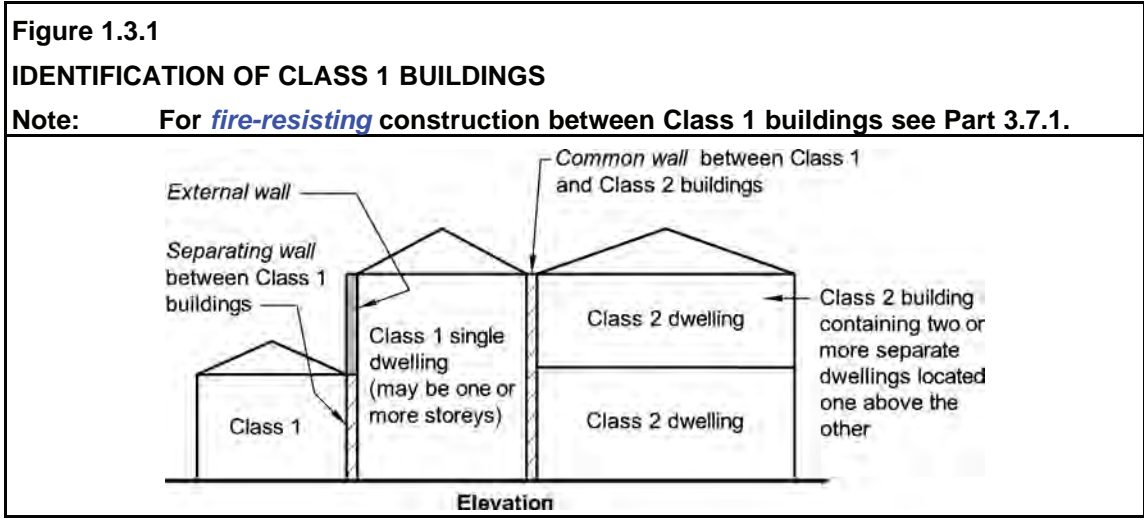 Figure 1.3.1
IDENTIFICATION OF CLASS 1 BUILDINGS
Note: For fire-resisting construction between Class 1 buildings see Part 3.7.1.
Common wall between Class 1
and Class 2 buildings
External wall
Separating wall
between Class 1
buildings
Class 1
Class 1 single
dwelling
(may be one or
more storeys)
Class 2 dwelling
Class 2 dwelling
Class 2 building
containing two or
more separate
dwellings located
one above the
other
Elevation